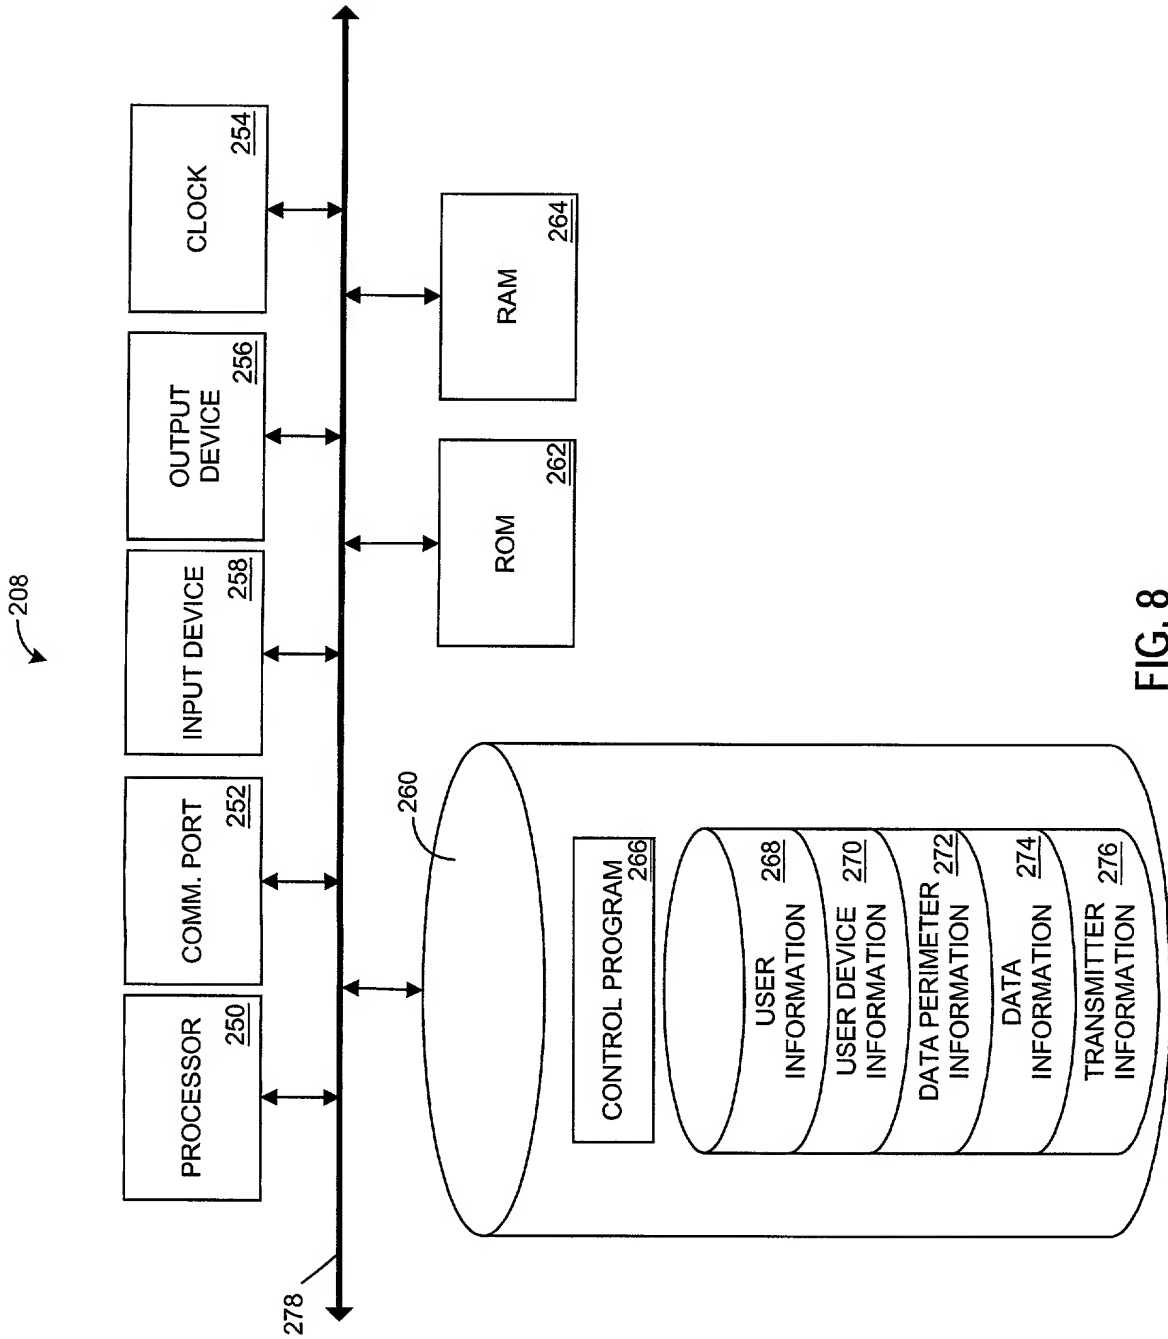 208
PROCESSOR
250
COMM. PORT
252
INPUT DEVICE
258
OUTPUT
DEVICE
256
CLOCK
254
278
260
CONTROL PROGRAM
266
USER
INFORMATION
268
USER DEVICE
INFORMATION
270
DATA PERIMETER
INFORMATION
272
DATA
INFORMATION
274
TRANSMITTER
INFORMATION
276
ROM
262
RAM
264
FIG. 8